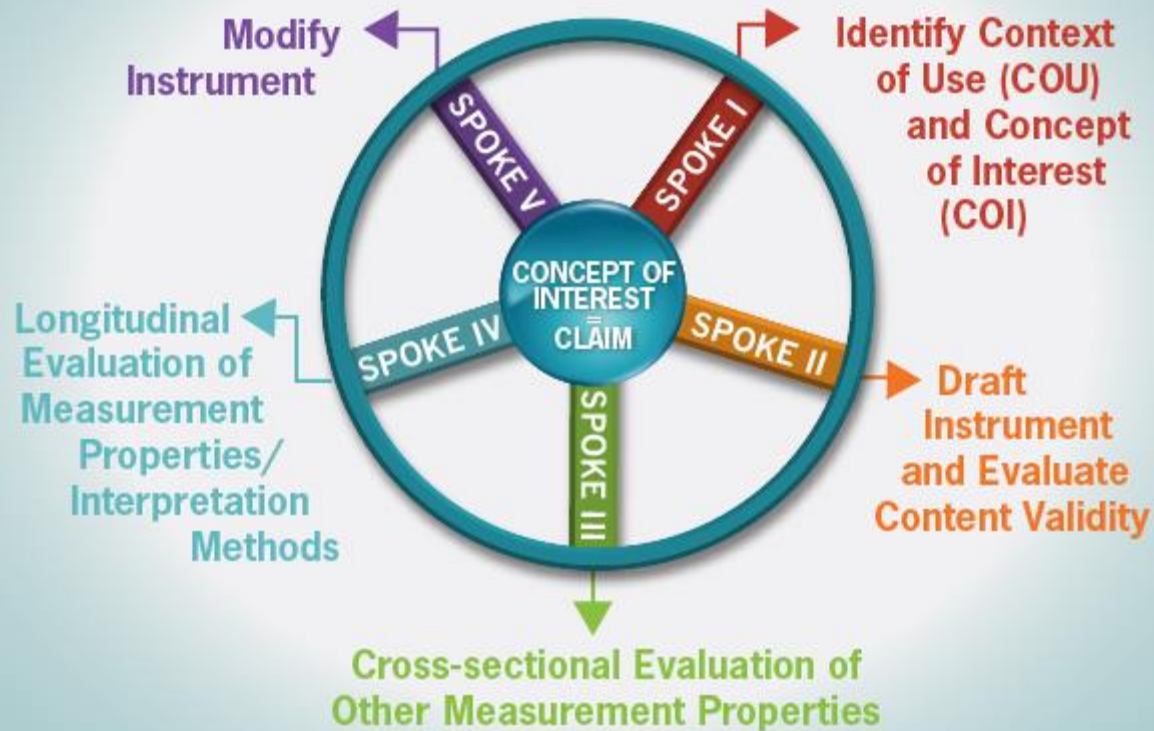 Modify
Instrument
SPOKE V
SPOKE I
Identify Context
of Use (COU)
and Concept
of Interest
(COI)
CONCEPT OF
INTEREST
=
CLAIM
Longitudinal
Evaluation of
Measurement
Properties/
Interpretation
Methods
SPOKE IV
SPOKE II
Draft
Instrument
and Evaluate
Content Validity
SPOKE III
Cross-sectional Evaluation of
Other Measurement Properties